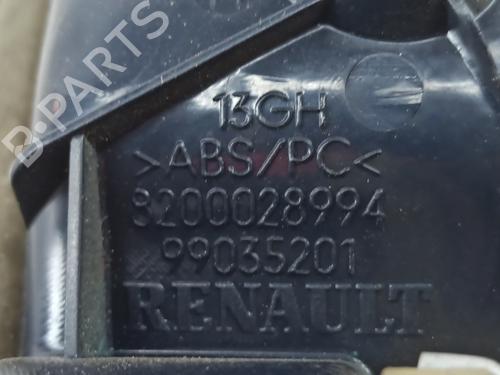 B-PARTS
13GH
>ABS/PC<
8200028994
99035201
RENAULT